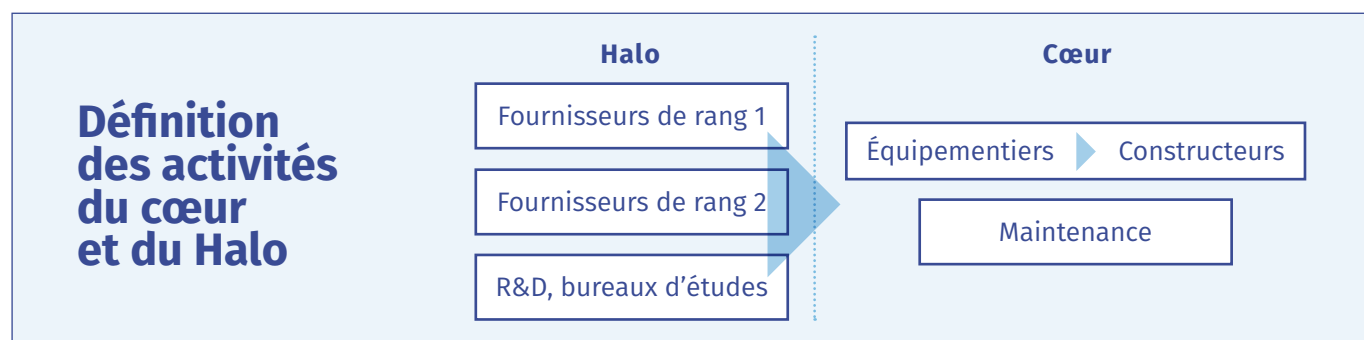 Définition
des activités
du cœur
et du Halo
Halo
Fournisseurs de rang 1
Fournisseurs de rang 2
R&D, bureaux d’études
Cœur
Équipementiers
Constructeurs
Maintenance